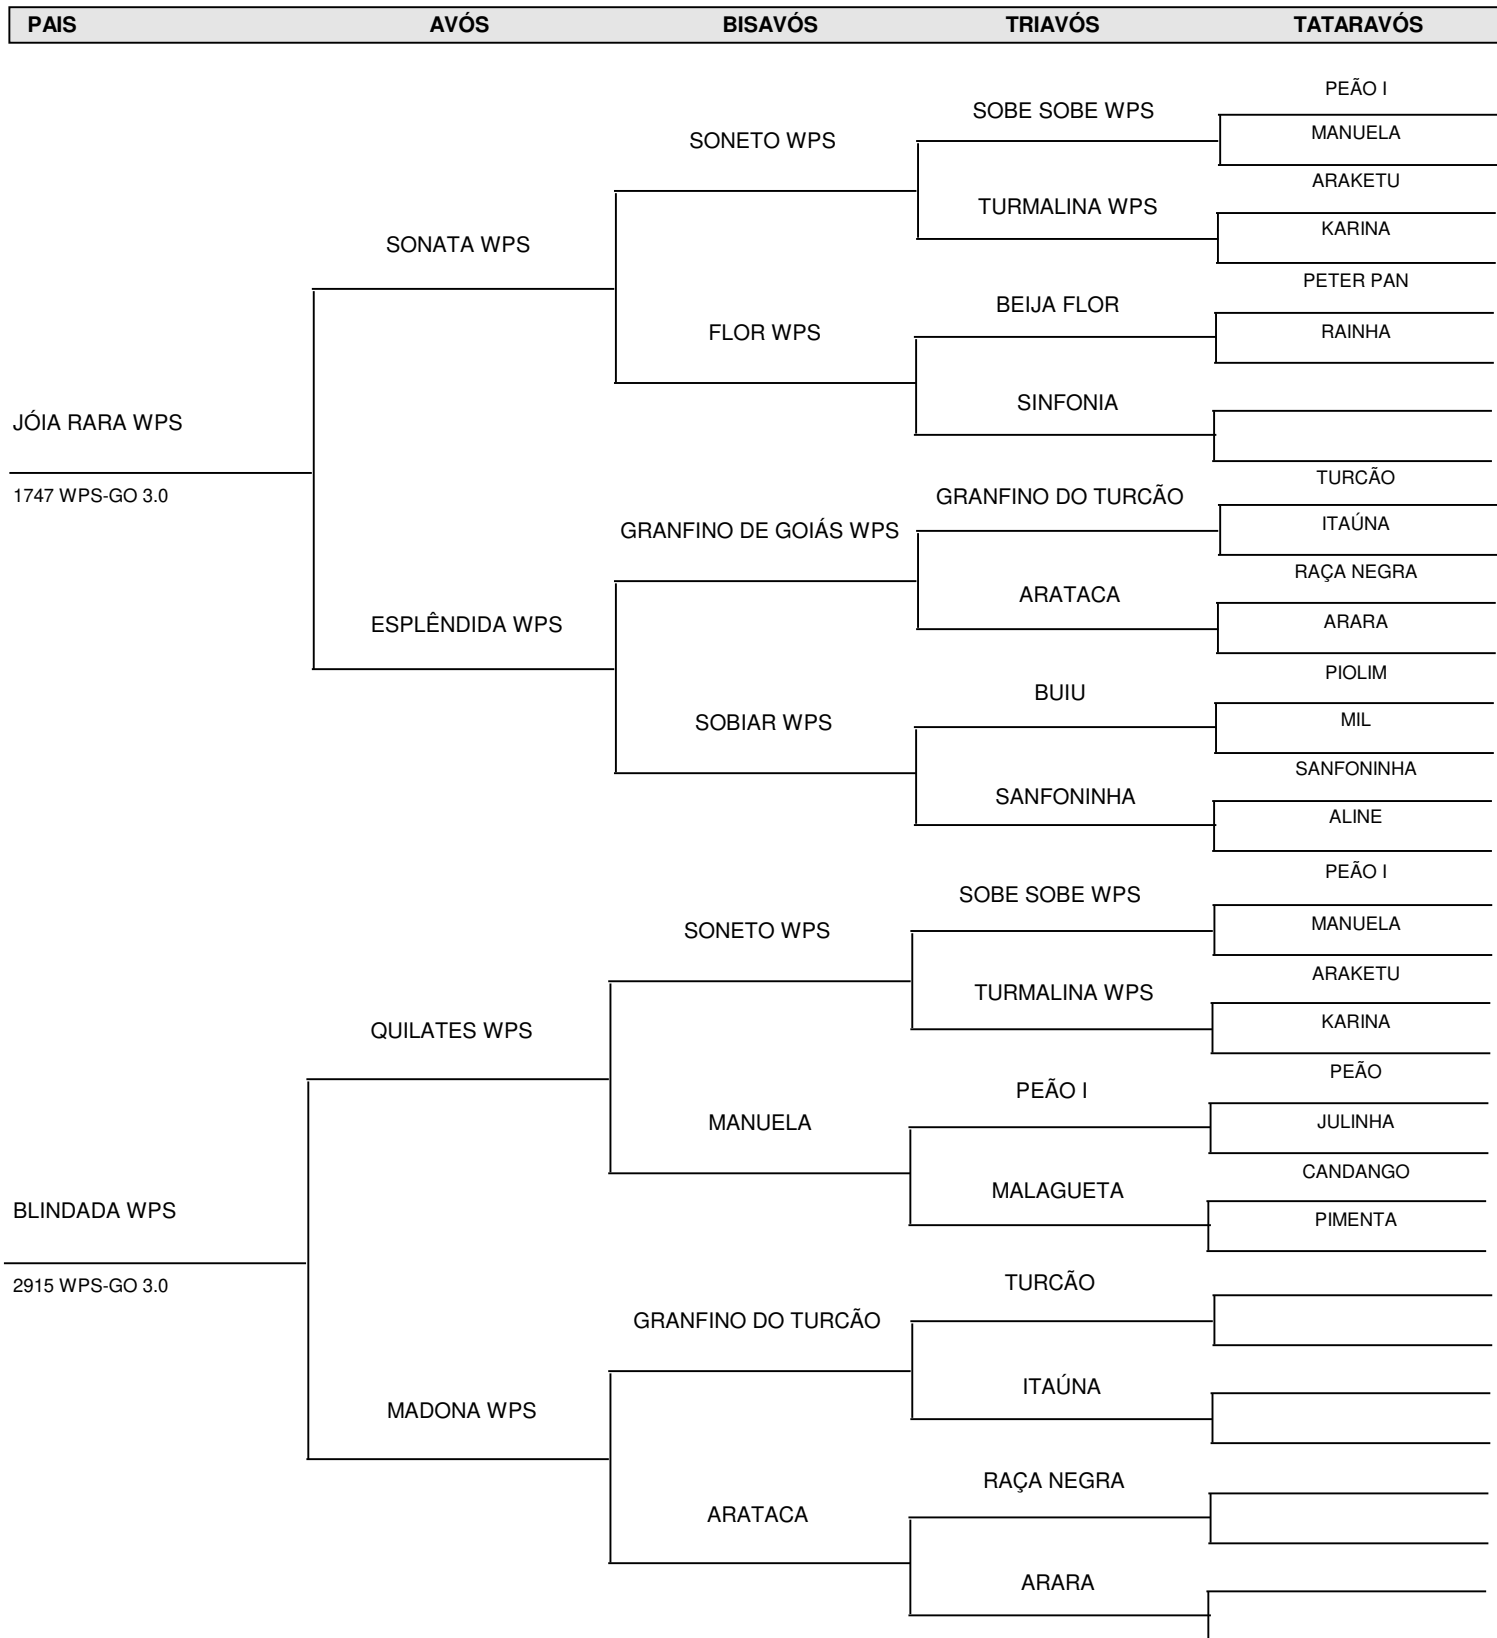 PAIS AVÓS BISAVÓS TRIAVÓS TATARAVÓS
PEÃO I
SOBE SOBE WPS
MANUELA
SONETO WPS
ARAKETU
TURMALINA WPS
KARINA
SONATA WPS
PETER PAN
BEIJA FLOR
RAINHA
FLOR WPS
SINFONIA
JÓIA RARA WPS
TURCÃO
1747 WPS-GO 3.0
GRANFINO DO TURCÃO
ITAÚNA
GRANFINO DE GOIÁS WPS
RAÇA NEGRA
ARATACA
ARARA
ESPLÊNDIDA WPS
PIOLIM
BUIU
MIL
SOBIAR WPS
SANFONINHA
SANFONINHA
ALINE
PEÃO I
SOBE SOBE WPS
MANUELA
SONETO WPS
ARAKETU
TURMALINA WPS
KARINA
QUILATES WPS
PEÃO
PEÃO I
JULINHA
MANUELA
CANDANGO
MALAGUETA
BLINDADA WPS
PIMENTA
TURCÃO
2915 WPS-GO 3.0
GRANFINO DO TURCÃO
ITAÚNA
MADONA WPS
RAÇA NEGRA
ARATACA
ARARA